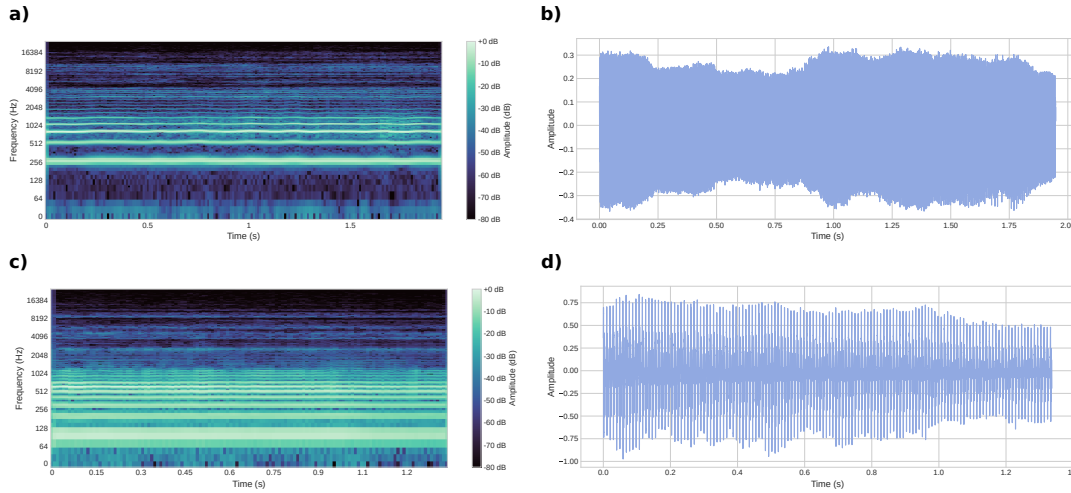 a)
16384
8192
4096
2048
1024
512
256
128
64
0
Frequency (Hz)
0
0.5
1
1.5
Time (s)
+0 dB
-10 dB
-20 dB
-30 dB
-40 dB
-50 dB
-60 dB
-70 dB
-80 dB
Amplitude (dB)
b)
0.3
0.2
0.1
0.0
−0.1
−0.2
−0.3
−0.4
Amplitude
0.00
0.25
0.50
0.75
1.00
1.25
1.50
1.75
2.0
Time (s)
c)
16384
8192
4096
2048
1024
512
256
128
64
0
Frequency (Hz)
0
0.15
0.3
0.45
0.6
0.75
0.9
1.05
1.2
Time (s)
+0 dB
-10 dB
-20 dB
-30 dB
-40 dB
-50 dB
-60 dB
-70 dB
-80 dB
Amplitude (dB)
d)
0.75
0.50
0.25
0.00
−0.25
−0.50
−0.75
−1.00
Amplitude
0.0
0.2
0.4
0.6
0.8
1.0
1.2
1
Time (s)